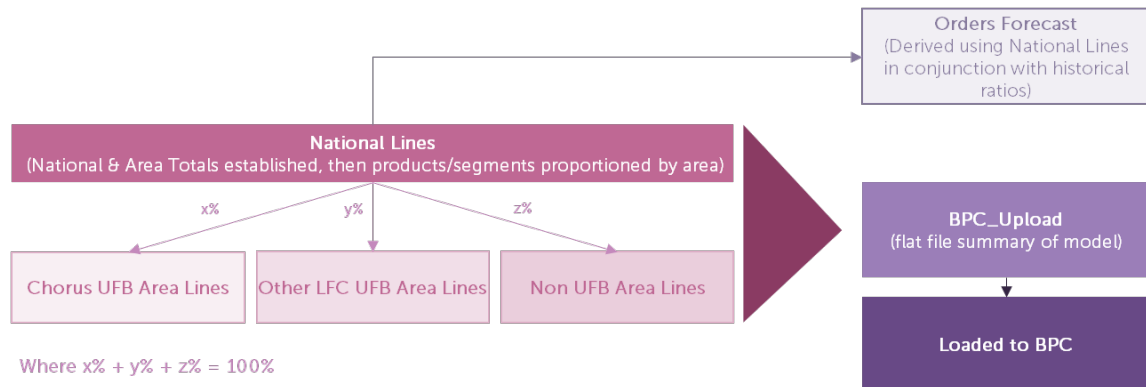 Orders Forecast
(Derived using National Lines
in conjunction with historical
ratios)
National Lines
(National & Area Totals established, then products/segments proportioned by area)
x%
y%
z%
Chorus UFB Area Lines
Other LFC UFB Area Lines
Non UFB Area Lines
BPC_Upload
(flat file summary of model)
Loaded to BPC
Where x% + y% + z% = 100%